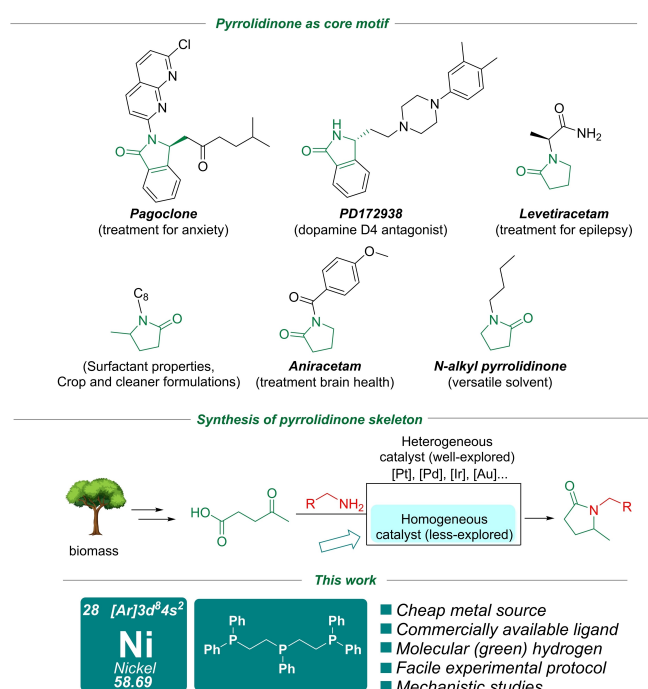 Pyrrolidinone as core motif
Cl
N
N
N
O
O
Pagoclone
(treatment for anxiety)
H
N
O
N
N
PD172938
(dopamine D4 antagonist)
O
NH2
N
O
Levetiracetam
(treatment for epilepsy)
C8
N
O
(Surfactant properties,
Crop and cleaner formulations)
O
O
N
O
Aniracetam
(treatment brain health)
N
O
N-alkyl pyrrolidinone
(versatile solvent)
Synthesis of pyrrolidinone skeleton
biomass
O
HO
O
R
NH2
Heterogeneous
catalyst (well-explored)
[Pt], [Pd], [Ir], [Au]...
Homogeneous
catalyst (less-explored)
O
N
R
This work
28 [Ar]3d⁸4s²
Ni
Nickel
58.69
Ph
Ph
P
P
P
Ph
Ph
Ph
Cheap metal source
Commercially available ligand
Molecular (green) hydrogen
Facile experimental protocol
Mechanistic studies